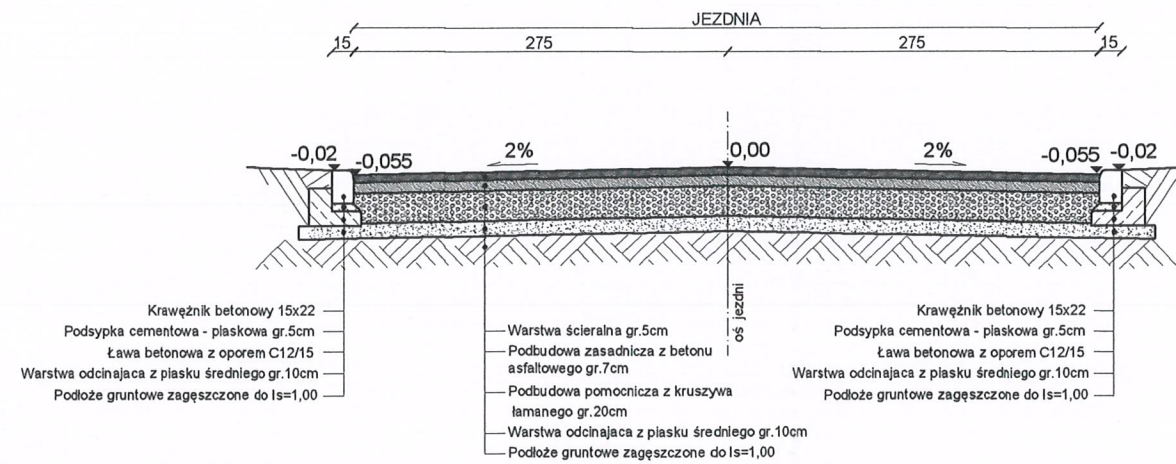 JEZDNIA
15 275 275 15
-0,02 -0,055 2% 0,00 2% -0,055 -0,02
oś jezdni
Krawężnik betonowy 15x22
Podsypka cementowa - piaskowa gr.5cm
Ława betonowa z oporem C12/15
Warstwa odcinajaca z piasku średniego gr.10cm
Podłoże gruntowe zagęszczone do Is=1,00
Warstwa ścieralna gr.5cm
Podbudowa zasadnicza z betonu
asfaltowego gr.7cm
Podbudowa pomocnicza z kruszywa
łamanego gr.20cm
Warstwa odcinajaca z piasku średniego gr.10cm
Podłoże gruntowe zagęszczone do Is=1,00
Krawężnik betonowy 15x22
Podsypka cementowa - piaskowa gr.5cm
Ława betonowa z oporem C12/15
Warstwa odcinajaca z piasku średniego gr.10cm
Podłoże gruntowe zagęszczone do Is=1,00